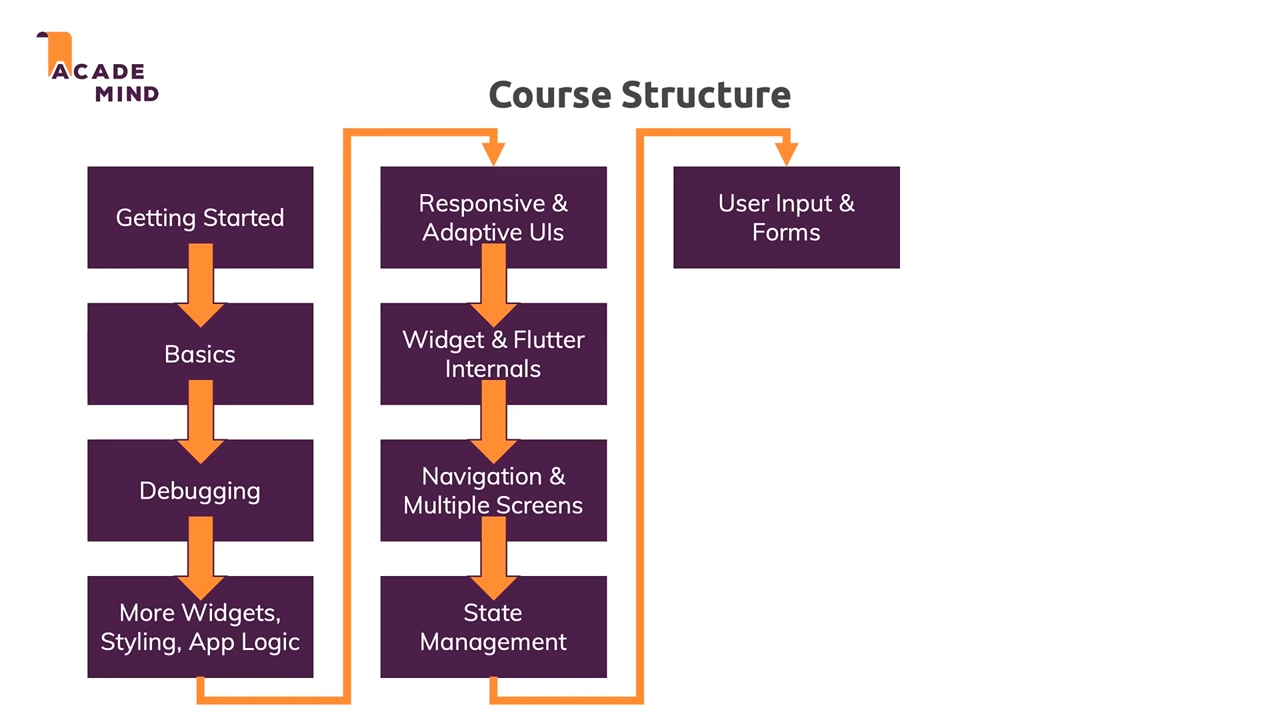 ACADE
MIND
Course Structure
Getting Started
Basics
Debugging
More Widgets,
Styling, App Logic
Responsive &
Adaptive UIs
Widget & Flutter
Internals
Navigation &
Multiple Screens
State
Management
User Input &
Forms